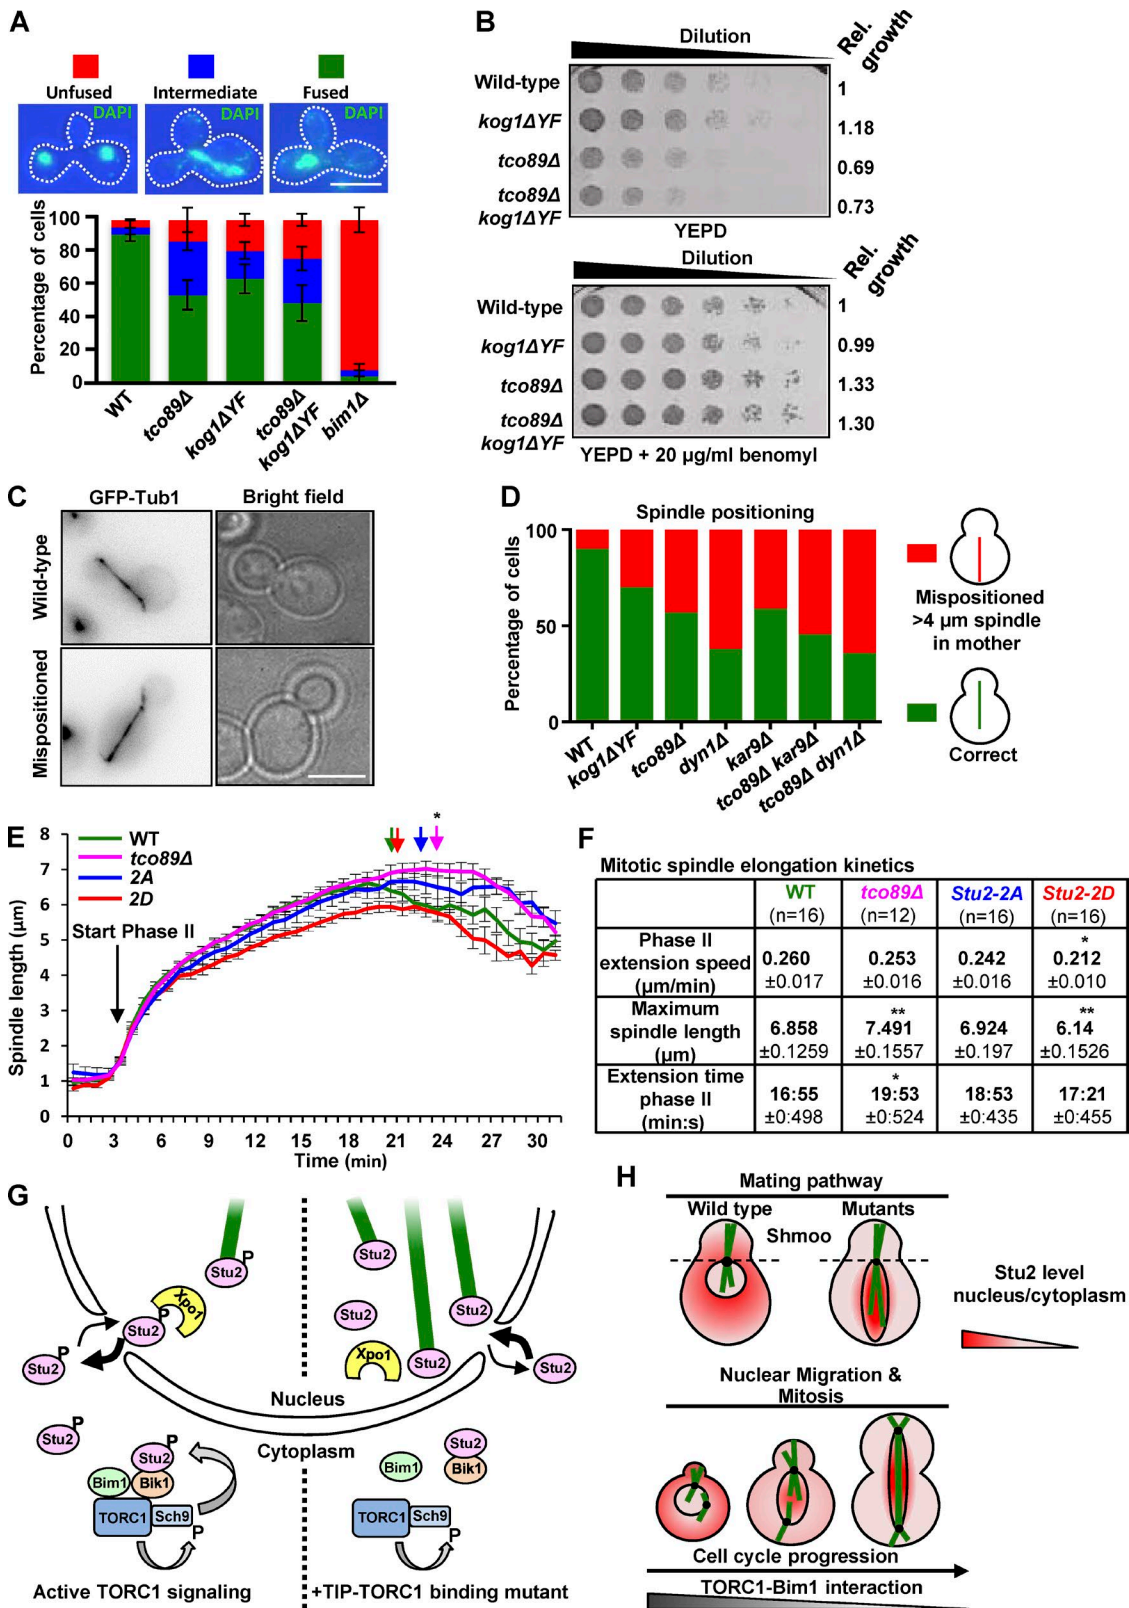 A
Unfused
Intermediate
Fused
DAPI
DAPI
DAPI
Percentage of cells
100
80
60
40
20
0
WT
tco89Δ
kog1ΔYF
tco89Δ
kog1ΔYF
bim1Δ
B
Dilution
Rel.
growth
Wild-type
1
kog1ΔYF
1.18
tco89Δ
0.69
tco89Δ
kog1ΔYF
0.73
YEPD
Dilution
Rel.
growth
Wild-type
1
kog1ΔYF
0.99
tco89Δ
1.33
tco89Δ
kog1ΔYF
1.30
YEPD + 20 µg/ml benomyl
C
GFP-Tub1
Bright field
Wild-type
Mispositioned
D
Spindle positioning
Percentage of cells
100
50
0
WT
kog1ΔYF
tco89Δ
dyn1Δ
kar9Δ
tco89Δ kar9Δ
tco89Δ dyn1Δ
Mispositioned
>4 µm spindle
in mother
Correct
E
WT
tco89Δ
2A
2D
*
Start Phase II
Spindle length (µm)
8
7
6
5
4
3
2
1
0
0 3 6 9 12 15 18 21 24 27 30
Time (min)
F
Mitotic spindle elongation kinetics
WT tco89Δ Stu2-2A Stu2-2D
(n=16) (n=12) (n=16) (n=16)
Phase II
extension speed
(µm/min)
*
0.260 0.253 0.242 0.212
±0.017 ±0.016 ±0.016 ±0.010
Maximum
spindle length
(µm)
** **
6.858 7.491 6.924 6.14
±0.1259 ±0.1557 ±0.197 ±0.1526
Extension time
phase II
(min:s)
*
16:55 19:53 18:53 17:21
±0:498 ±0:524 ±0:435 ±0:455
G
P
Stu2
Xpo1
P
Stu2
P
Stu2
P
Stu2
P
Stu2
Bim1
Bik1
TORC1
Sch9
P
Active TORC1 signaling
Nucleus
Cytoplasm
Stu2
Stu2
Stu2
Xpo1
Stu2
Stu2
Bim1
Stu2
Bik1
TORC1
Sch9
P
+TIP-TORC1 binding mutant
H
Mating pathway
Wild type
Mutants
Shmoo
Stu2 level
nucleus/cytoplasm
Nuclear Migration &
Mitosis
Cell cycle progression
TORC1-Bim1 interaction